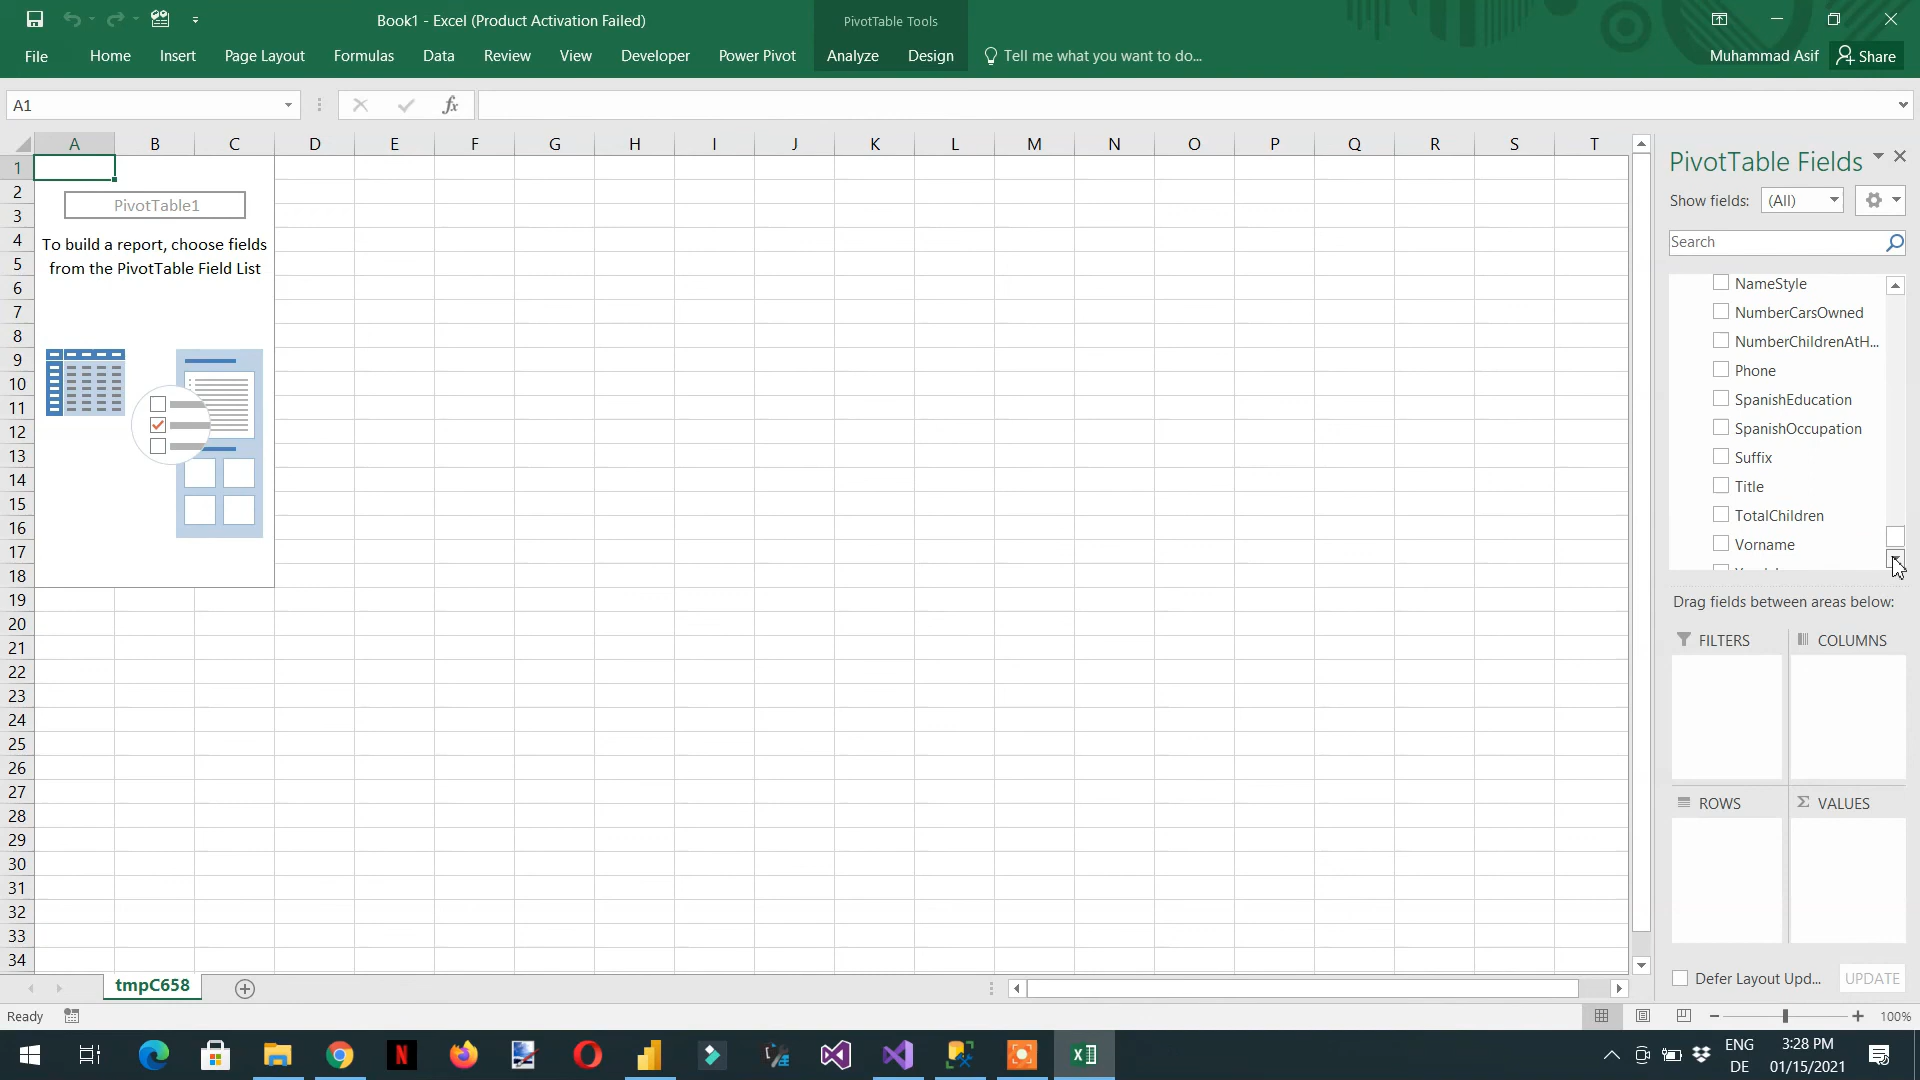 Book1 - Excel (Product Activation Failed)
PivotTable Tools
File Home Insert Page Layout Formulas Data Review View Developer Power Pivot Analyze Design Tell me what you want to do...
Muhammad Asif Share
A1
fx
A B C D E F G H I J K L M N O P Q R S T
1
2
3
4
5
6
7
8
9
10
11
12
13
14
15
16
17
18
19
20
21
22
23
24
25
26
27
28
29
30
31
32
33
34
PivotTable1
To build a report, choose fields
from the PivotTable Field List
PivotTable Fields
Show fields: (All)
Search
NameStyle
NumberCarsOwned
NumberChildrenAtH...
Phone
SpanishEducation
SpanishOccupation
Suffix
Title
TotalChildren
Vorname
Drag fields between areas below:
FILTERS
COLUMNS
ROWS
Σ VALUES
Defer Layout Upd... UPDATE
tmpC658
Ready
100%
ENG
DE
3:28 PM
01/15/2021